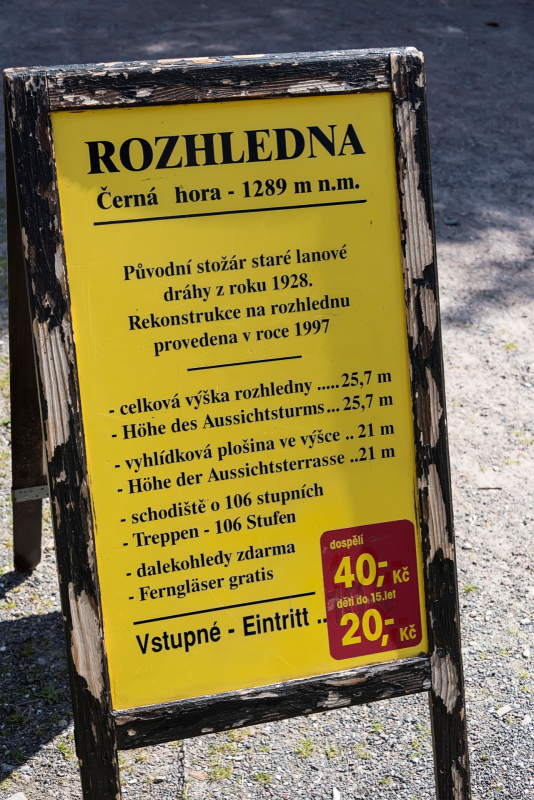 ROZHLEDNA
Černá hora - 1289 m n.m.
Původní stožár staré lanové
dráhy z roku 1928.
Rekonstrukce na rozhlednu
provedena v roce 1997
- celková výška rozhledny .....25,7 m
- Höhe des Aussichtsturms...25,7 m
- vyhlídková plošina ve výšce ..21 m
- Höhe der Aussichtsterrasse ..21 m
- schodiště o 106 stupních
- Treppen - 106 Stufen
- dalekohledy zdarma
- Ferngläser gratis
Vstupné - Eintritt ..
dospělí
40,- Kč
děti do 15.let
20,- Kč